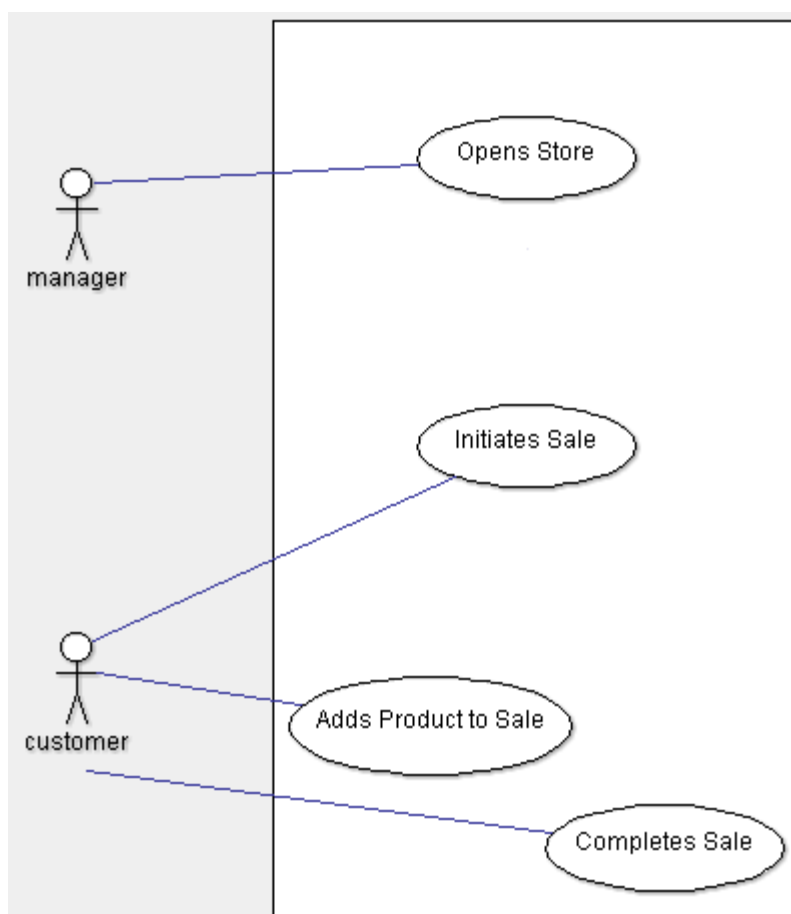 Opens Store
manager
Initiates Sale
Adds Product to Sale
customer
Completes Sale